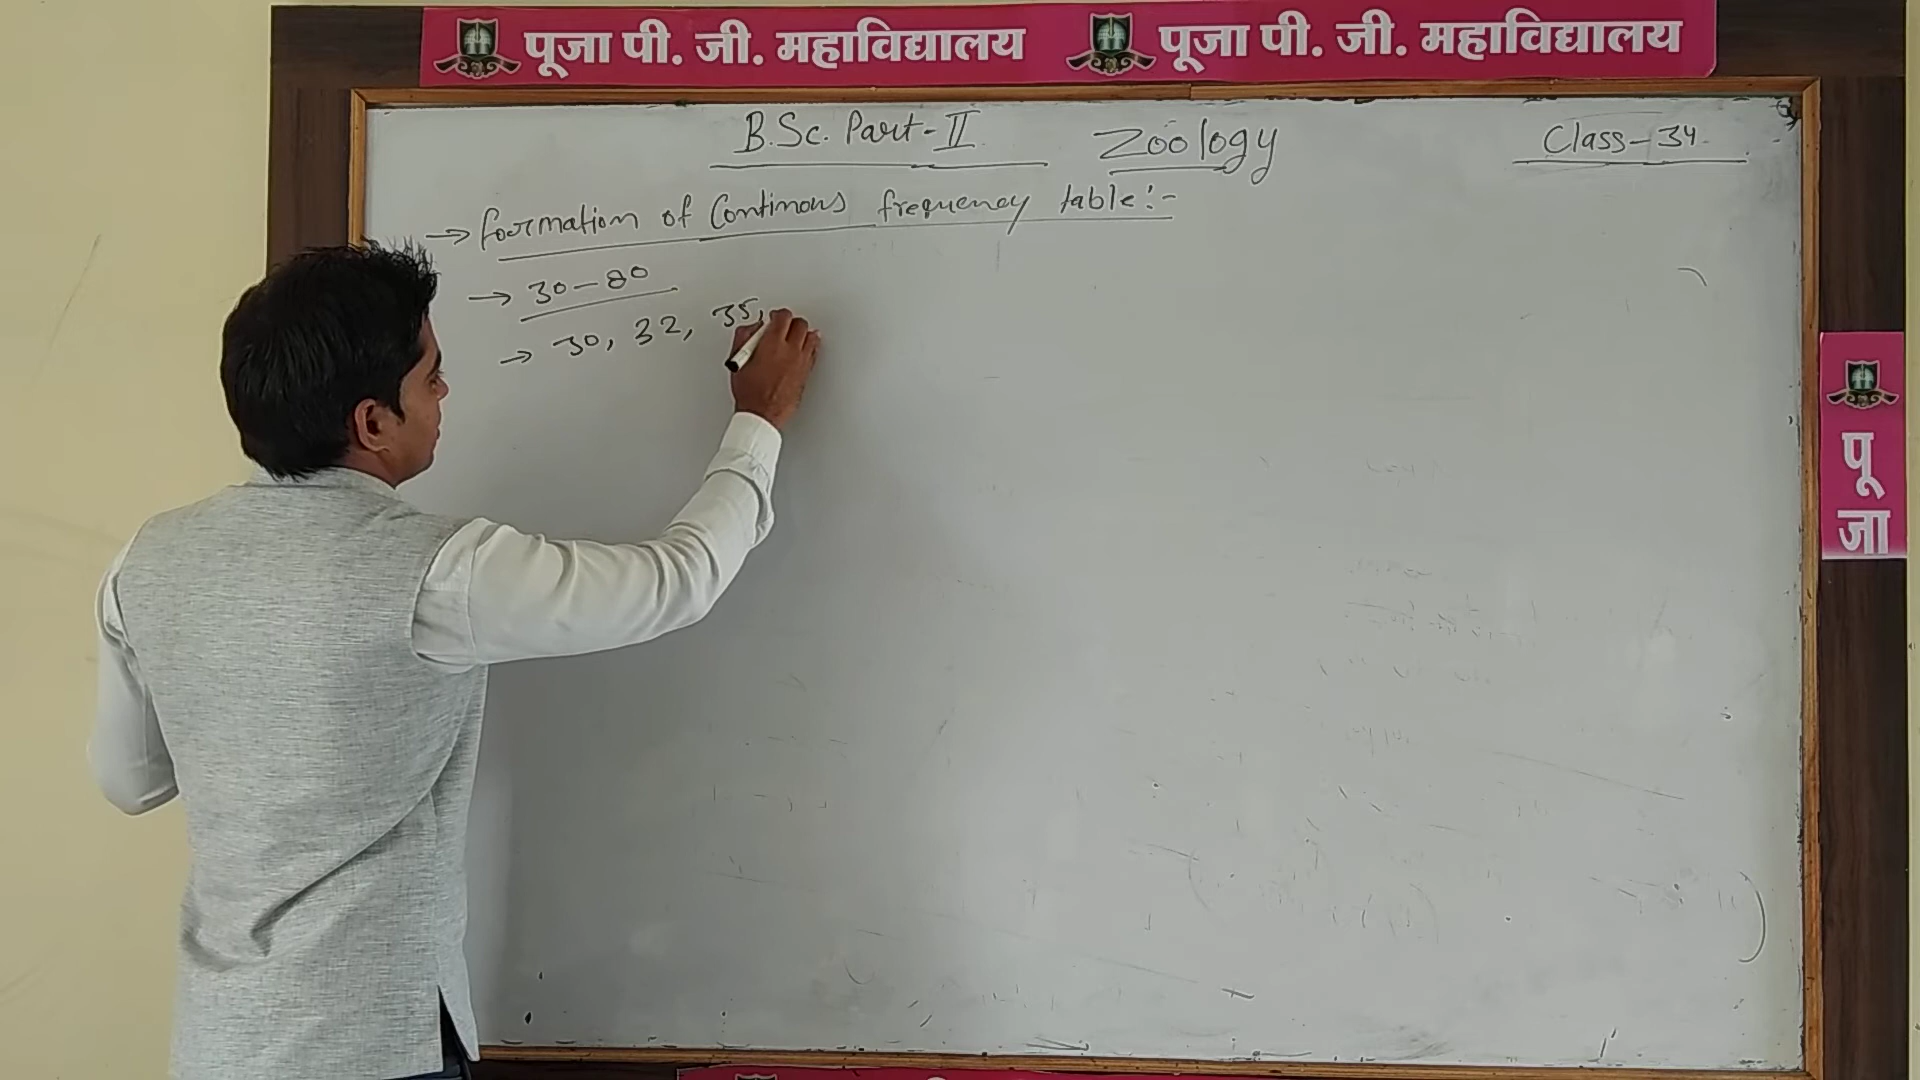 पूजा पी. जी. महाविद्यालय पूजा पी. जी. महाविद्यालय
B.Sc. Part-II Zoology Class-34.
→ formation of Continous frequency table:-
→ 30-80
→ 30, 32, 35,
पू
जा